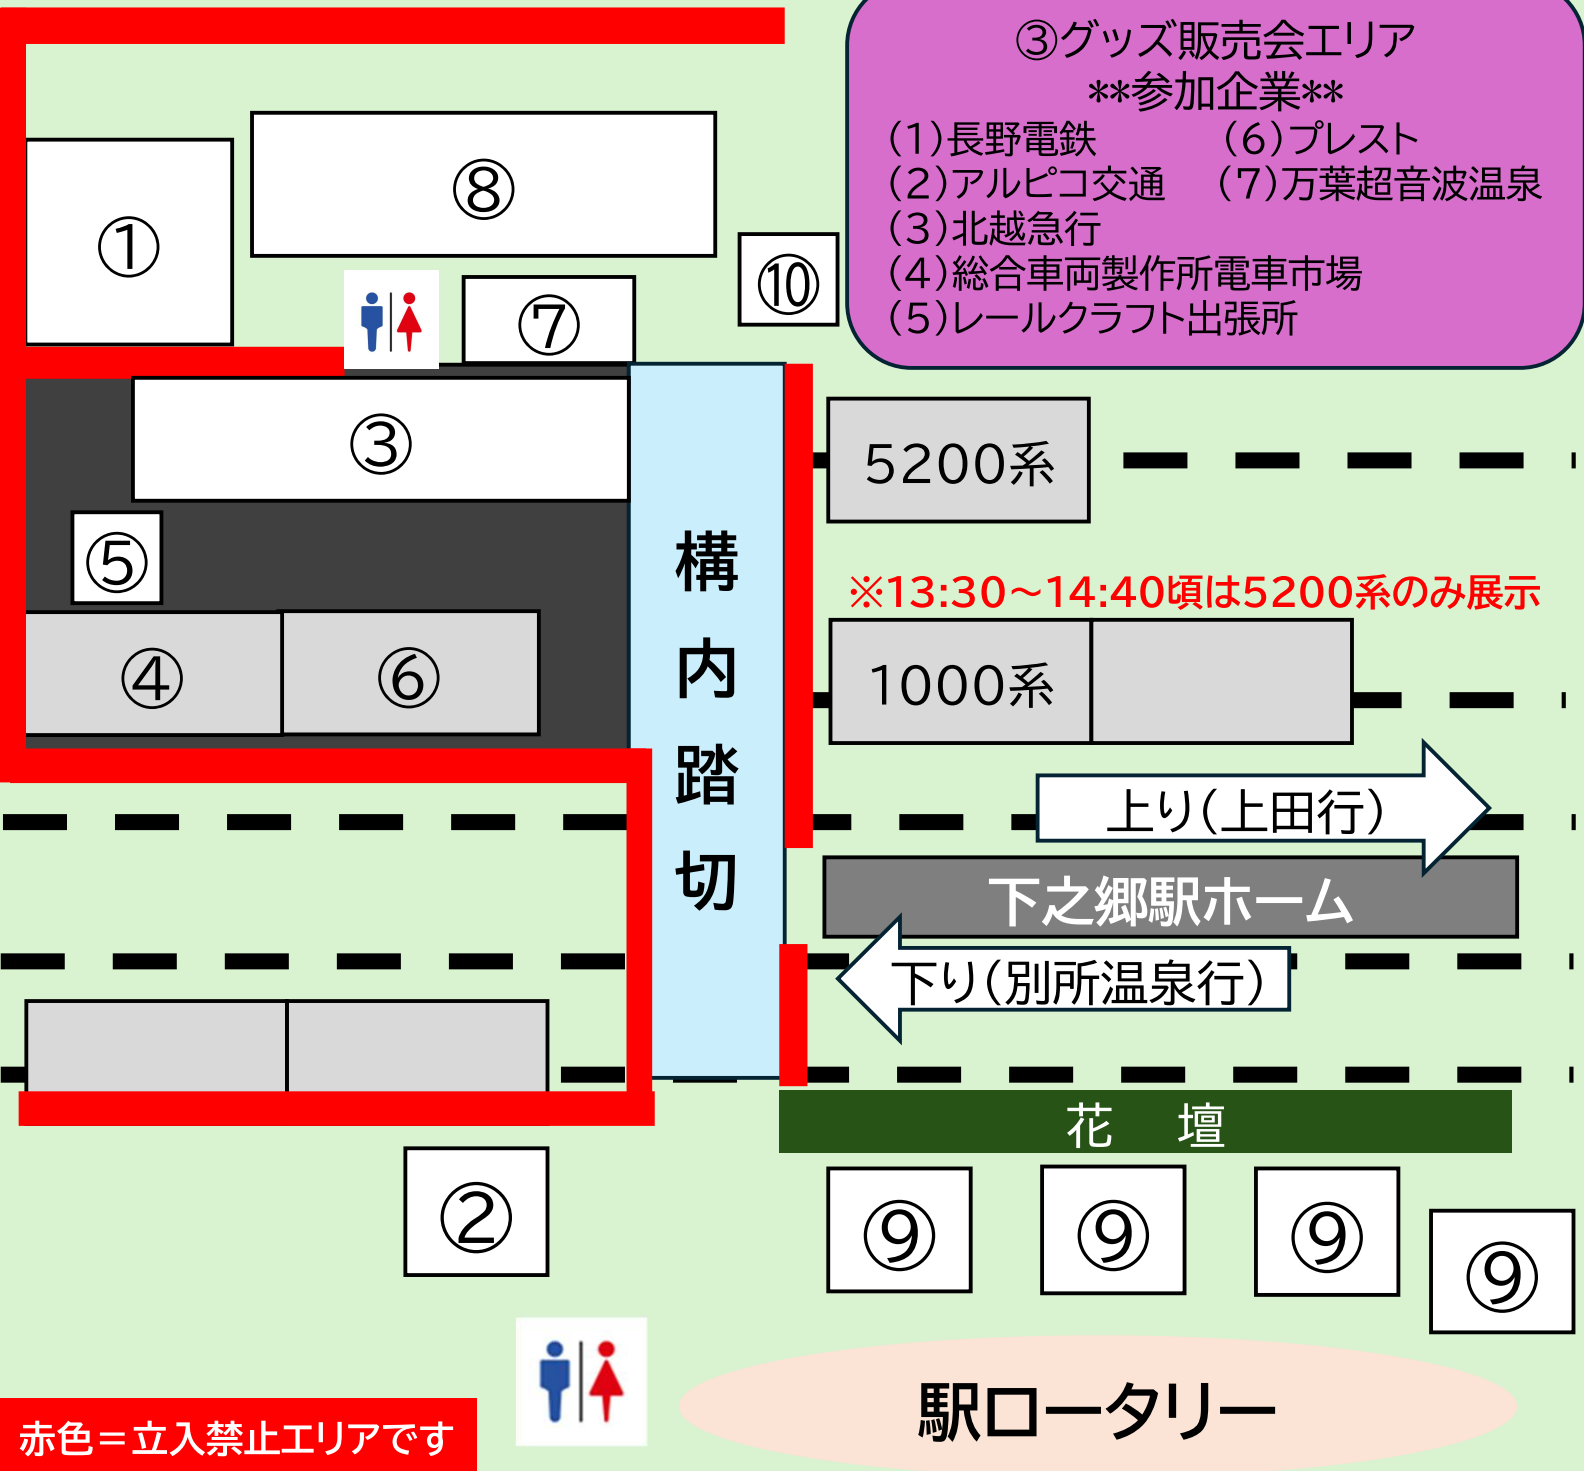 ③グッズ販売会エリア
**参加企業**
(1)長野電鉄 (6)プレスト
(2)アルピコ交通 (7)万葉超音波温泉
(3)北越急行
(4)総合車両製作所電車市場
(5)レールクラフト出張所
①
⑧
⑩
⑦
③
⑤
④
⑥
構内踏切
5200系
※13:30~14:40頃は5200系のみ展示
1000系
上り(上田行)
下之郷駅ホーム
下り(別所温泉行)
花 壇
②
⑨
⑨
⑨
⑨
駅ロータリー
赤色=立入禁止エリアです